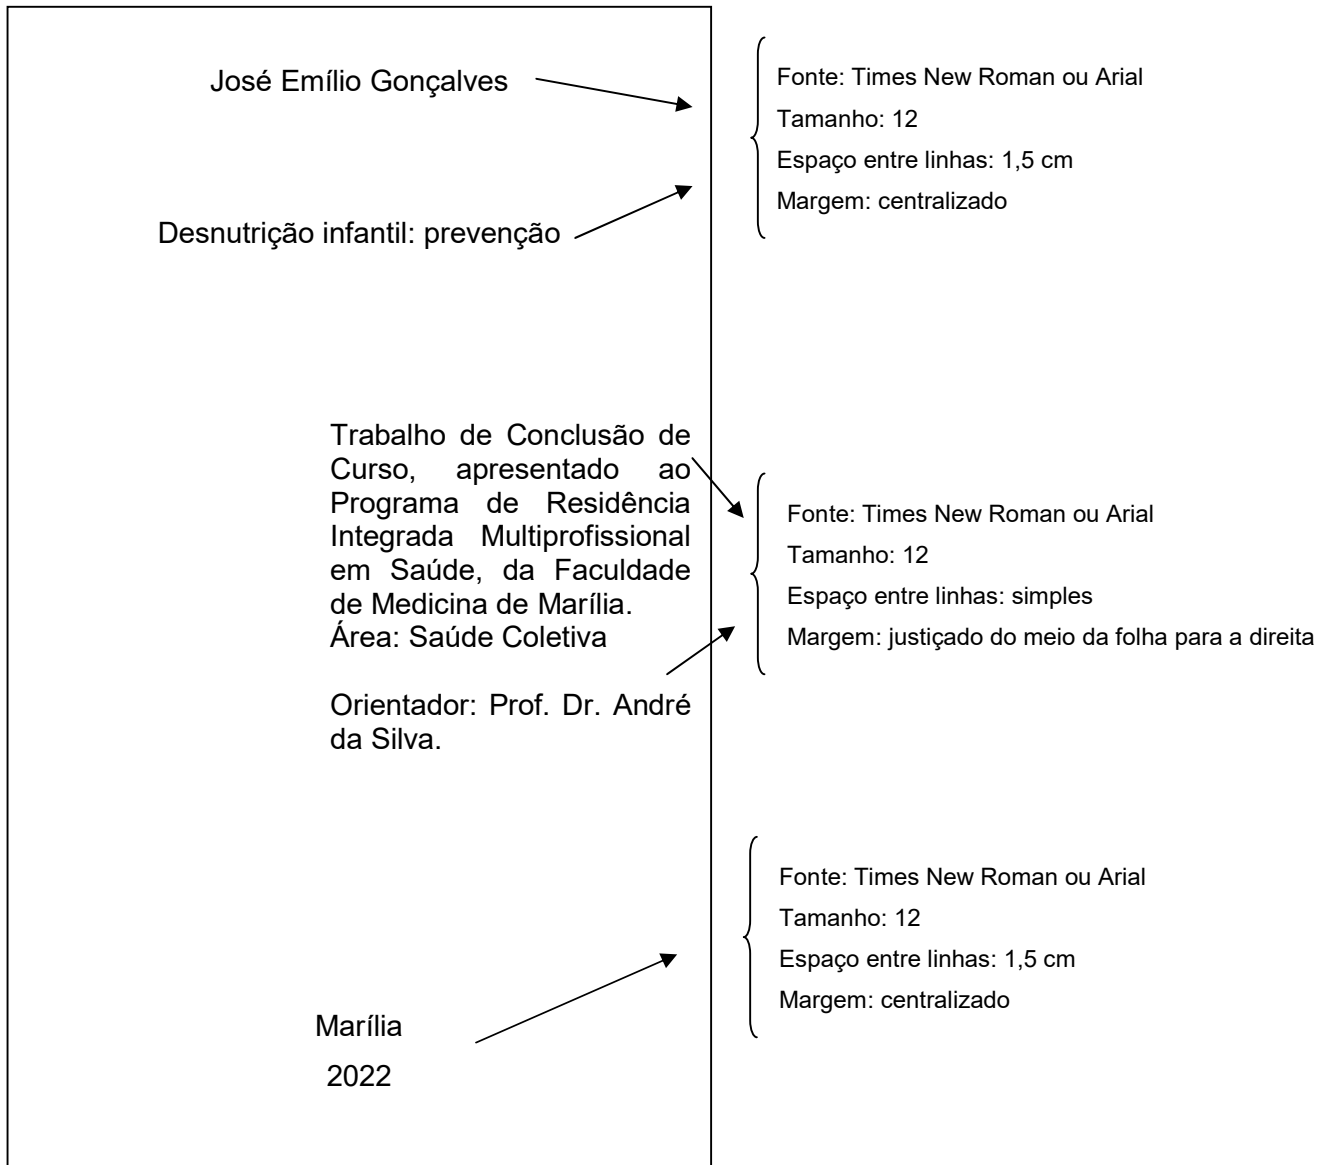 José Emílio Gonçalves
Fonte: Times New Roman ou Arial
Tamanho: 12
Espaço entre linhas: 1,5 cm
Margem: centralizado
Desnutrição infantil: prevenção
Trabalho de Conclusão de
Curso, apresentado ao
Programa de Residência
Integrada Multiprofissional
em Saúde, da Faculdade
de Medicina de Marília.
Área: Saúde Coletiva
Orientador: Prof. Dr. André
da Silva.
Fonte: Times New Roman ou Arial
Tamanho: 12
Espaço entre linhas: simples
Margem: justiçado do meio da folha para a direita
Fonte: Times New Roman ou Arial
Tamanho: 12
Espaço entre linhas: 1,5 cm
Margem: centralizado
Marília
2022